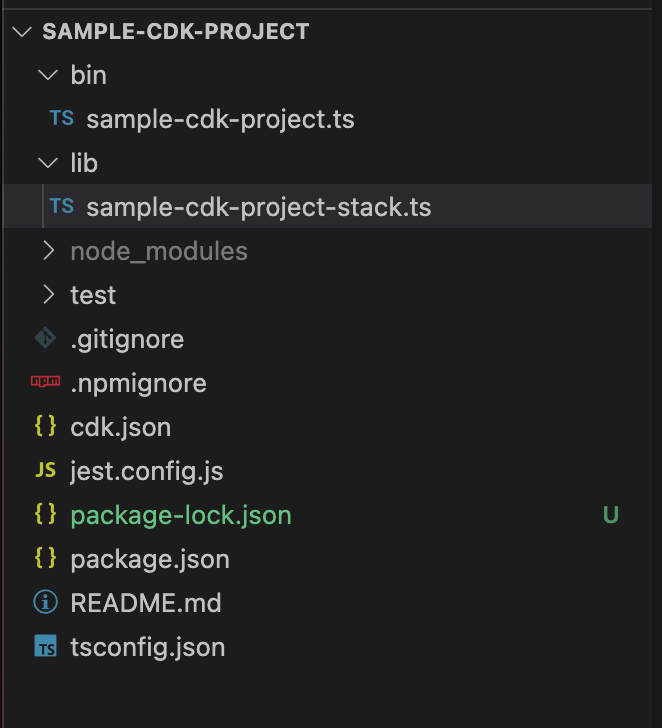 SAMPLE-CDK-PROJECT
bin
TS sample-cdk-project.ts
lib
TS sample-cdk-project-stack.ts
node_modules
test
.gitignore
npm .npmignore
{} cdk.json
JS jest.config.js
{} package-lock.json U
{} package.json
i README.md
TS tsconfig.json